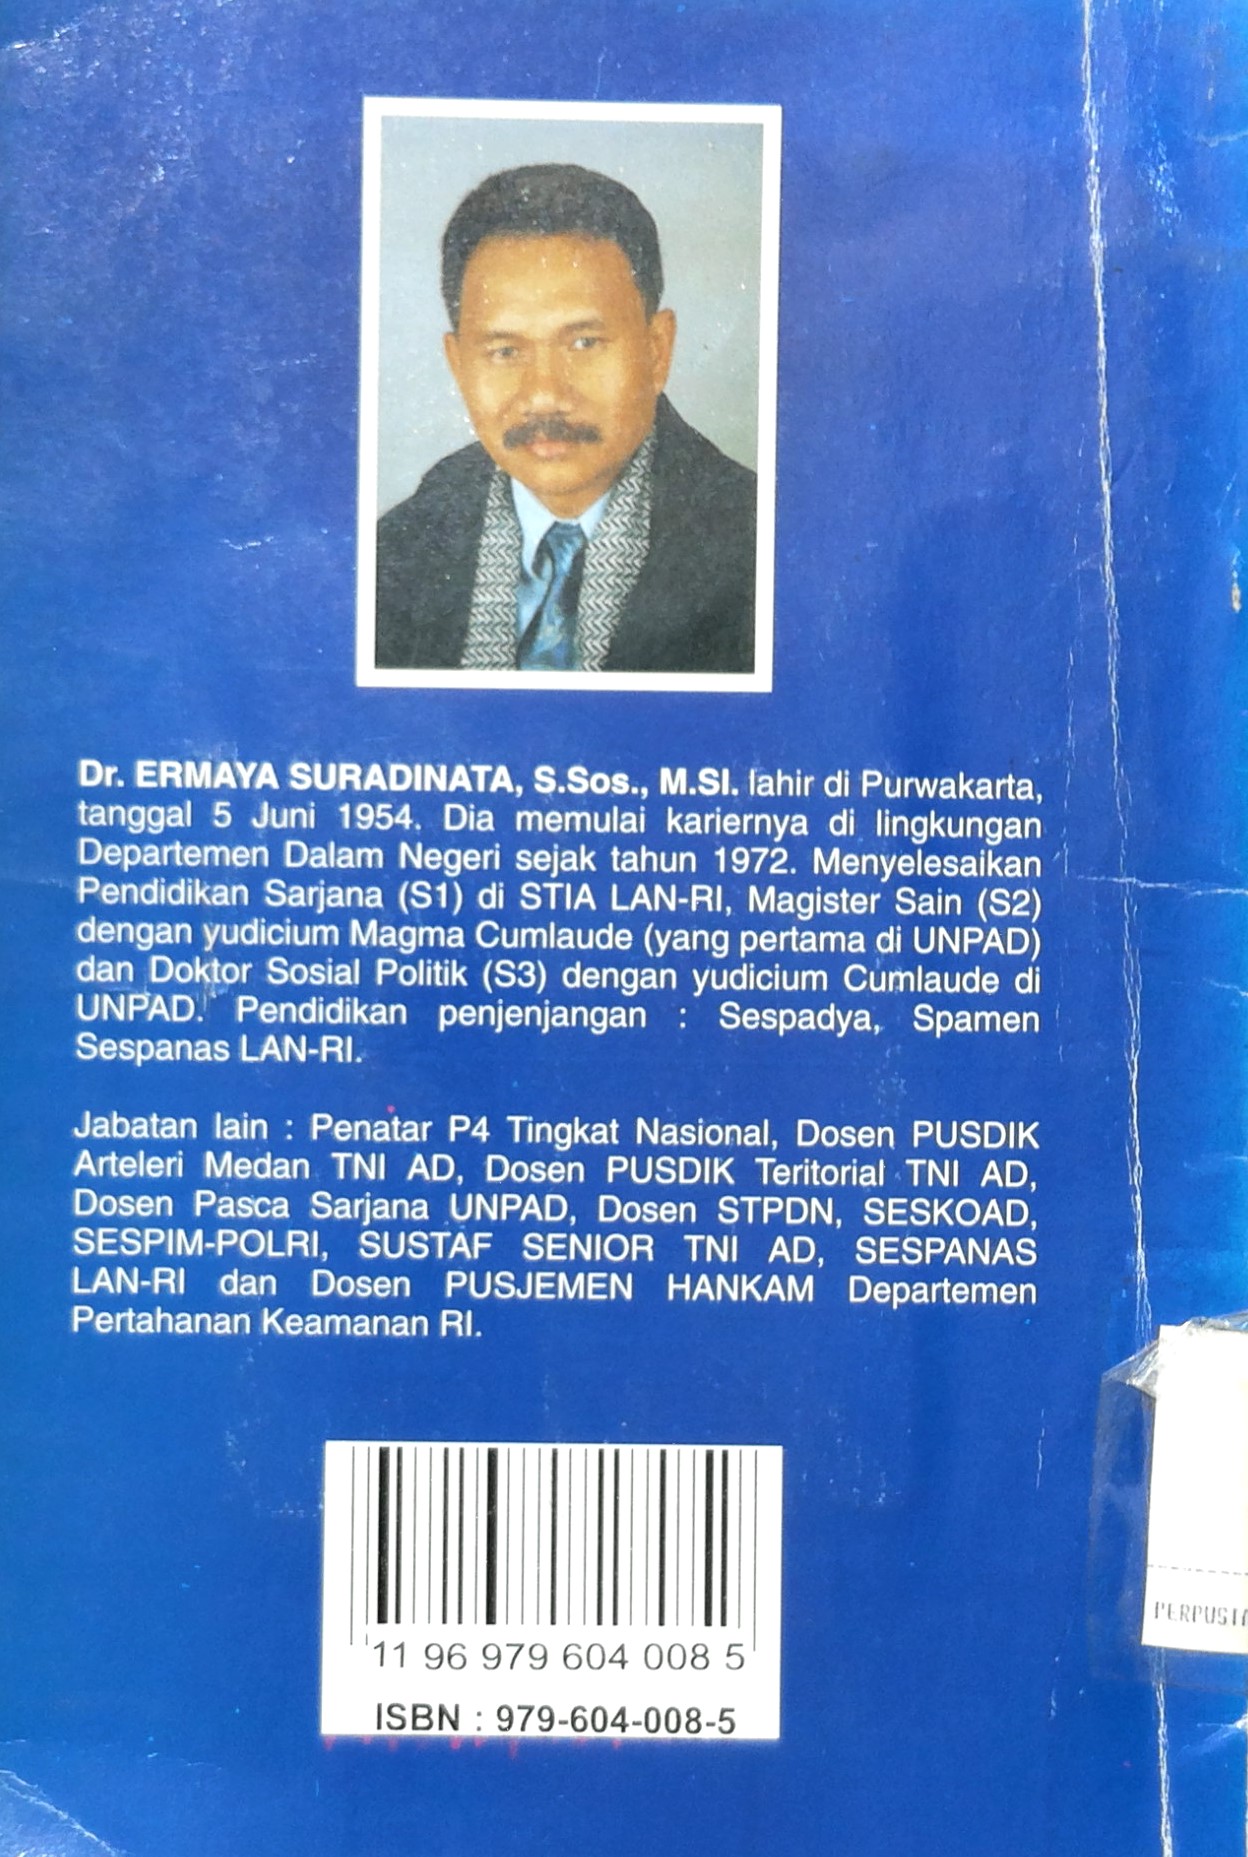 Dr. ERMAYA SURADINATA, S.Sos., M.SI. lahir di Purwakarta,
tanggal 5 Juni 1954. Dia memulai kariernya di lingkungan
Departemen Dalam Negeri sejak tahun 1972. Menyelesaikan
Pendidikan Sarjana (S1) di STIA LAN-RI, Magister Sain (S2)
dengan yudicium Magma Cumlaude (yang pertama di UNPAD)
dan Doktor Sosial Politik (S3) dengan yudicium Cumlaude di
UNPAD. Pendidikan penjenjangan : Sespadya, Spamen
Sespanas LAN-RI.
Jabatan lain : Penatar P4 Tingkat Nasional, Dosen PUSDIK
Arteleri Medan TNI AD, Dosen PUSDIK Teritorial TNI AD,
Dosen Pasca Sarjana UNPAD, Dosen STPDN, SESKOAD,
SESPIM-POLRI, SUSTAF SENIOR TNI AD, SESPANAS
LAN-RI dan Dosen PUSJEMEN HANKAM Departemen
Pertahanan Keamanan RI.
11 96 979 604 008 5
ISBN : 979-604-008-5